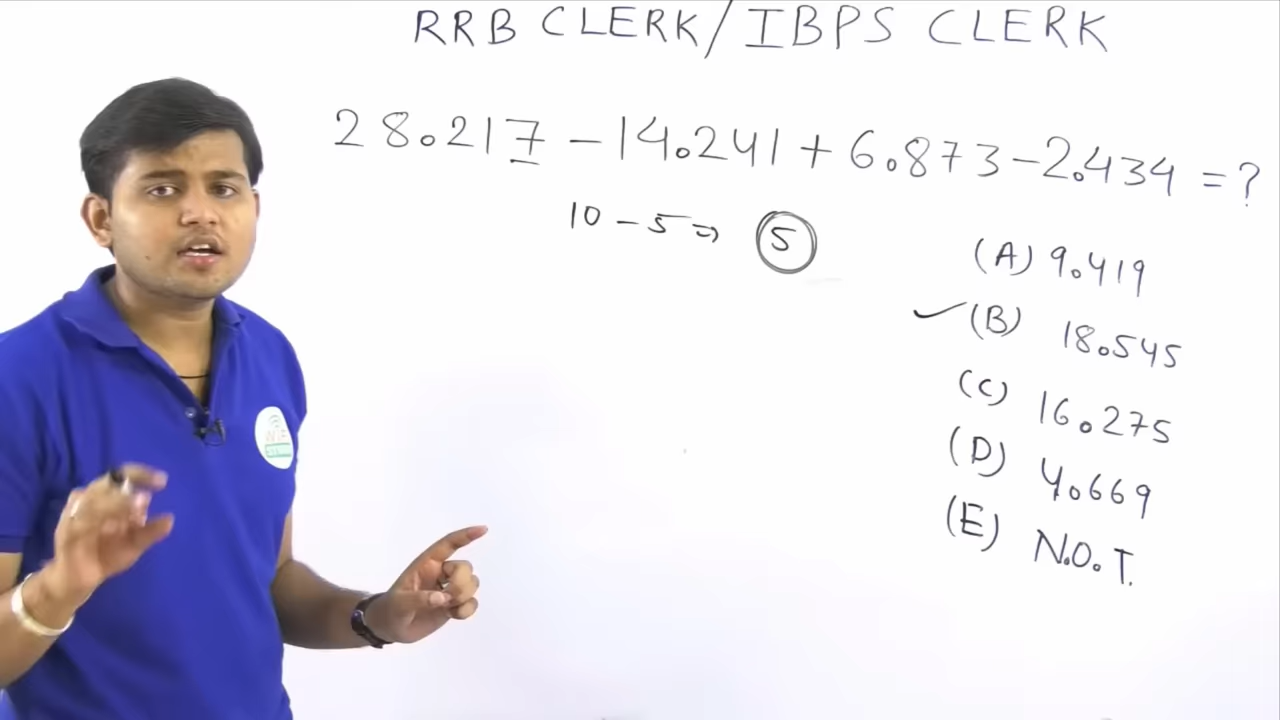 RRB CLERK/IBPS CLERK
28.217 - 14.241 + 6.873 - 2.434 = ?
10 - 5 ⇒ 5
(A) 9.419
✓ (B) 18.545
(C) 16.275
(D) 4.669
(E) N.O.T.